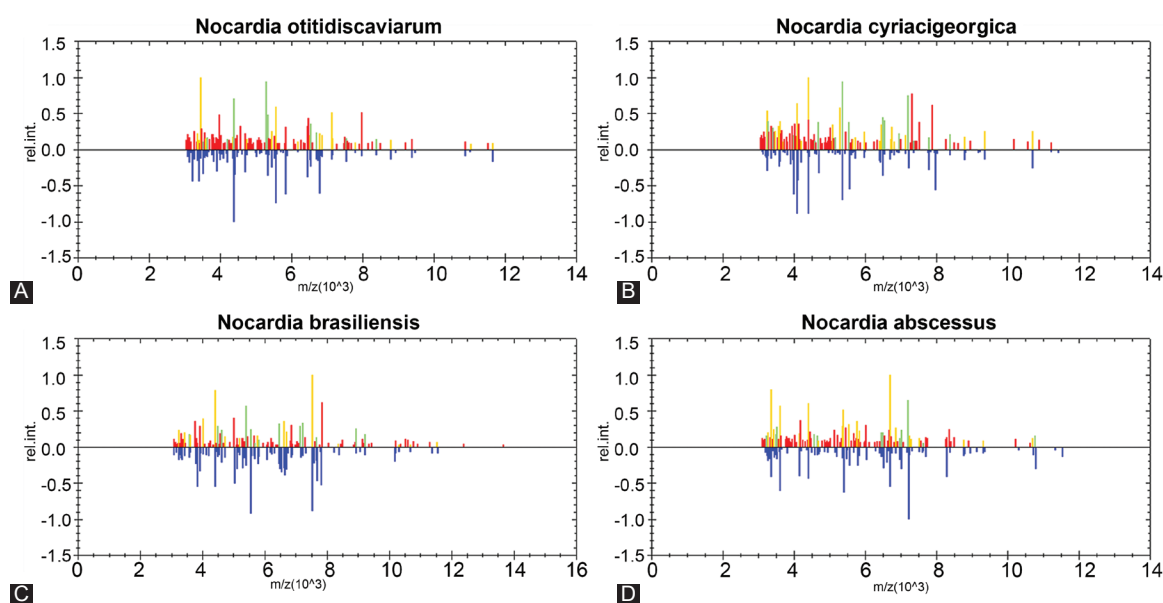 Nocardia otitidiscaviarum
1.5
1.0
0.5
0.0
-0.5
-1.0
-1.5
rel.int.
0 2 4 6 8 10 12 14
m/z(10^3)
A
Nocardia cyriacigeorgica
1.5
1.0
0.5
0.0
-0.5
-1.0
-1.5
rel.int.
0 2 4 6 8 10 12 14
m/z(10^3)
B
Nocardia brasiliensis
1.5
1.0
0.5
0.0
-0.5
-1.0
-1.5
rel.int.
0 2 4 6 8 10 12 14 16
m/z(10^3)
C
Nocardia abscessus
1.5
1.0
0.5
0.0
-0.5
-1.0
-1.5
rel.int.
0 2 4 6 8 10 12 14
m/z(10^3)
D